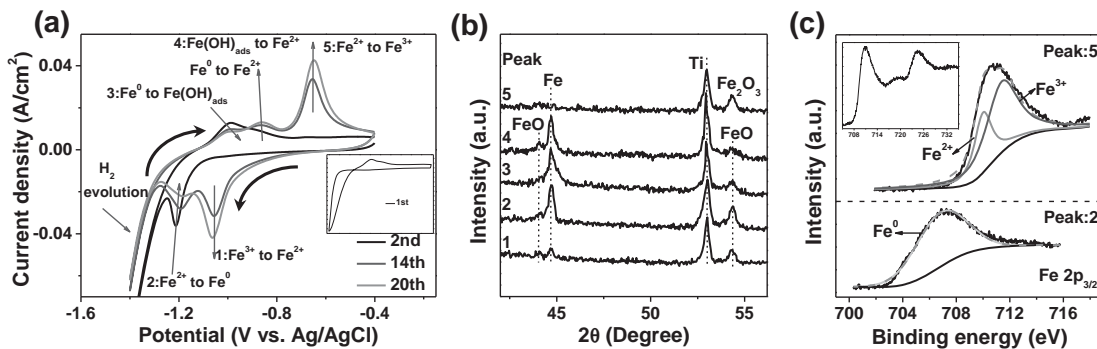 (a)
4:Fe(OH)ads to Fe2+
5:Fe2+ to Fe3+
Fe0 to Fe2+
3:Fe0 to Fe(OH)ads
H2
evolution
1st
1:Fe3+ to Fe2+
2:Fe2+ to Fe0
2nd
14th
20th
0.04
0.00
-0.04
-1.6
-1.2
-0.8
-0.4
Current density (A/cm2)
Potential (V vs. Ag/AgCl)
(b)
Peak
Fe
Ti
Fe2O3
5
FeO
4
FeO
3
2
1
45
50
55
Intensity (a.u.)
2θ (Degree)
(c)
Peak:5
708
714
720
726
732
Fe3+
Fe2+
Peak:2
Fe0
Fe 2p3/2
700
704
708
712
716
Intensity (a.u.)
Binding energy (eV)